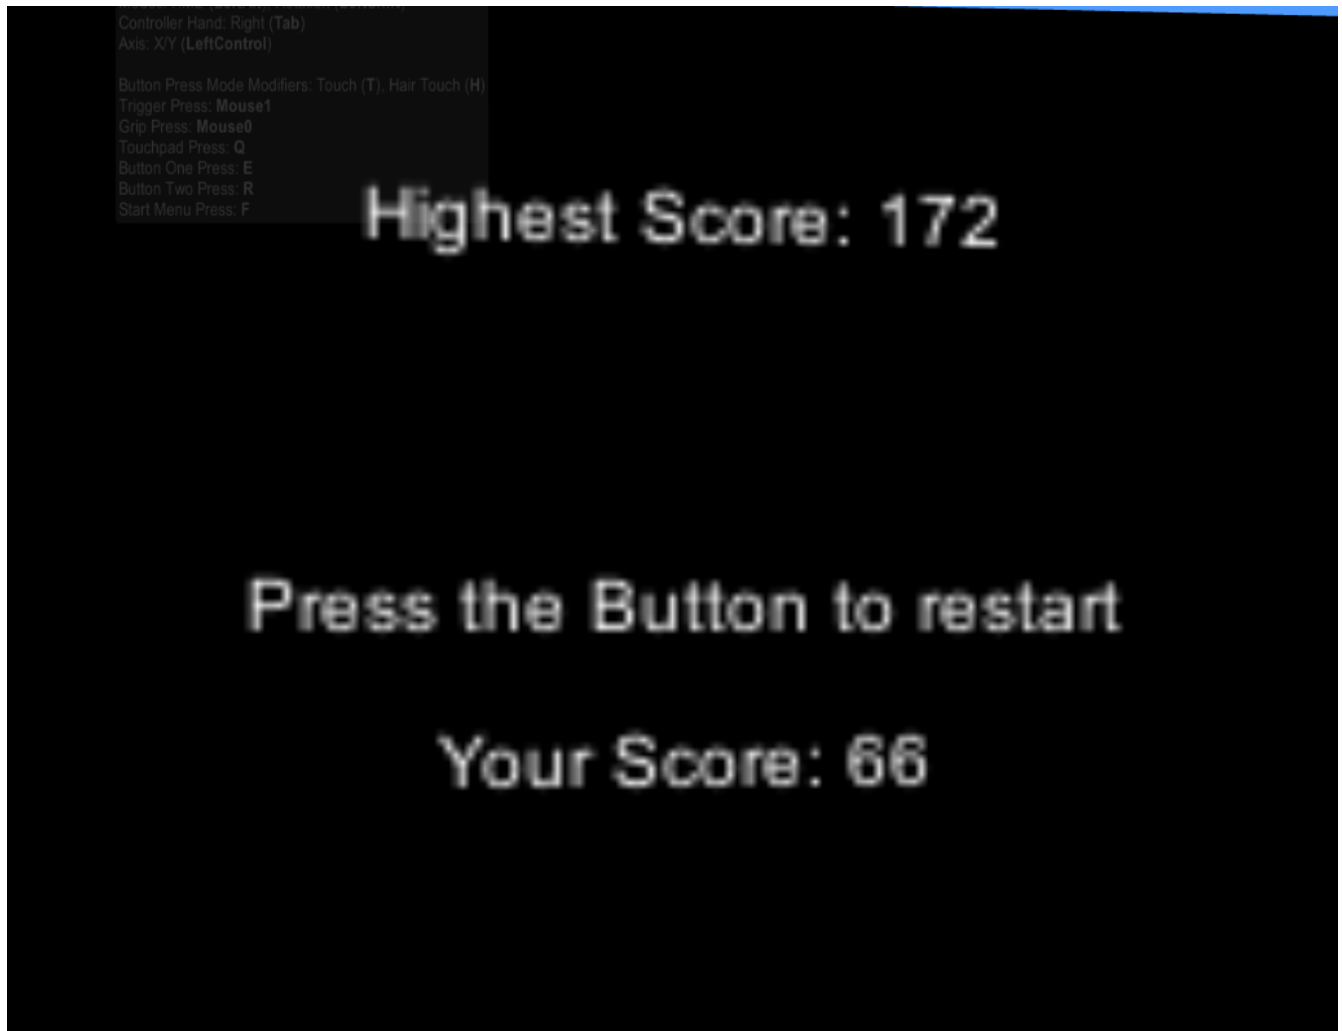 Controller Hand: Right (Tab)
Axis: X/Y (LeftControl)
Button Press Mode Modifiers: Touch (T), Hair Touch (H)
Trigger Press: Mouse1
Grip Press: Mouse0
Touchpad Press: Q
Button One Press: E
Button Two Press: R
Start Menu Press: F
Highest Score: 172
Press the Button to restart
Your Score: 66